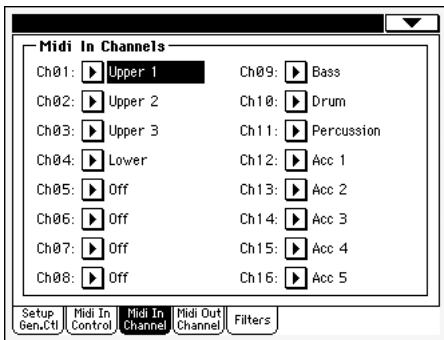 Midi In Channels
Ch01: Upper 1
Ch02: Upper 2
Ch03: Upper 3
Ch04: Lower
Ch05: Off
Ch06: Off
Ch07: Off
Ch08: Off
Ch09: Bass
Ch10: Drum
Ch11: Percussion
Ch12: Acc 1
Ch13: Acc 2
Ch14: Acc 3
Ch15: Acc 4
Ch16: Acc 5
Setup Gen.Ctl
Midi In Control
Midi In Channel
Midi Out Channel
Filters